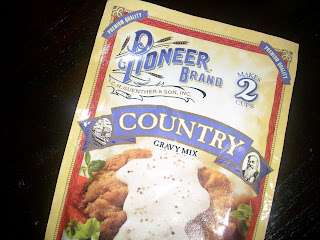 PREMIUM QUALITY
PIONEER
BRAND
C.H. GUENTHER & SON, INC.
MAKES
2
CUPS
PREMIUM QUALITY
COUNTRY
GRAVY MIX